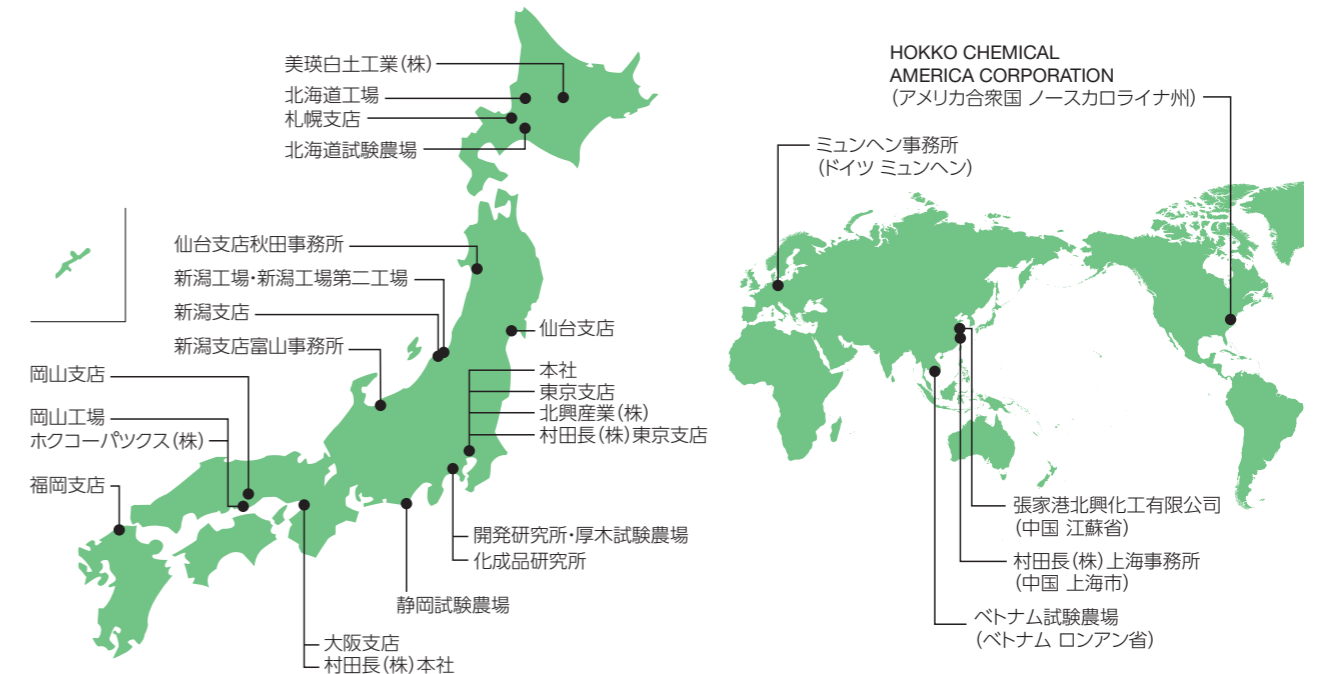 美瑛白土工業(株)
北海道工場
札幌支店
北海道試験農場
仙台支店秋田事務所
新潟工場・新潟工場第二工場
新潟支店
新潟支店富山事務所
仙台支店
岡山支店
岡山工場
ホクコーパツクス(株)
福岡支店
本社
東京支店
北興産業(株)
村田長(株)東京支店
開発研究所・厚木試験農場
化成品研究所
静岡試験農場
大阪支店
村田長(株)本社
HOKKO CHEMICAL
AMERICA CORPORATION
(アメリカ合衆国 ノースカロライナ州)
ミュンヘン事務所
(ドイツ ミュンヘン)
張家港北興化工有限公司
(中国 江蘇省)
村田長(株)上海事務所
(中国 上海市)
ベトナム試験農場
(ベトナム ロンアン省)